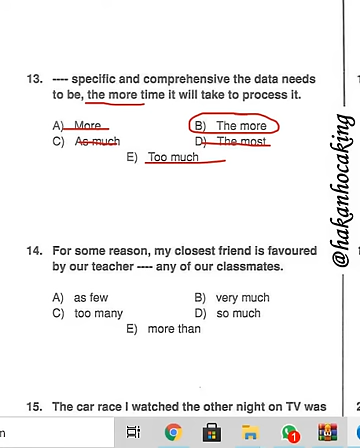 13. ---- specific and comprehensive the data needs
to be, the more time it will take to process it.
A) More
B) The more
C) As much
D) The most
E) Too much
@hakanhocaking
14. For some reason, my closest friend is favoured
by our teacher ---- any of our classmates.
A) as few
B) very much
C) too many
D) so much
E) more than
15. The car race I watched the other night on TV was
n
1